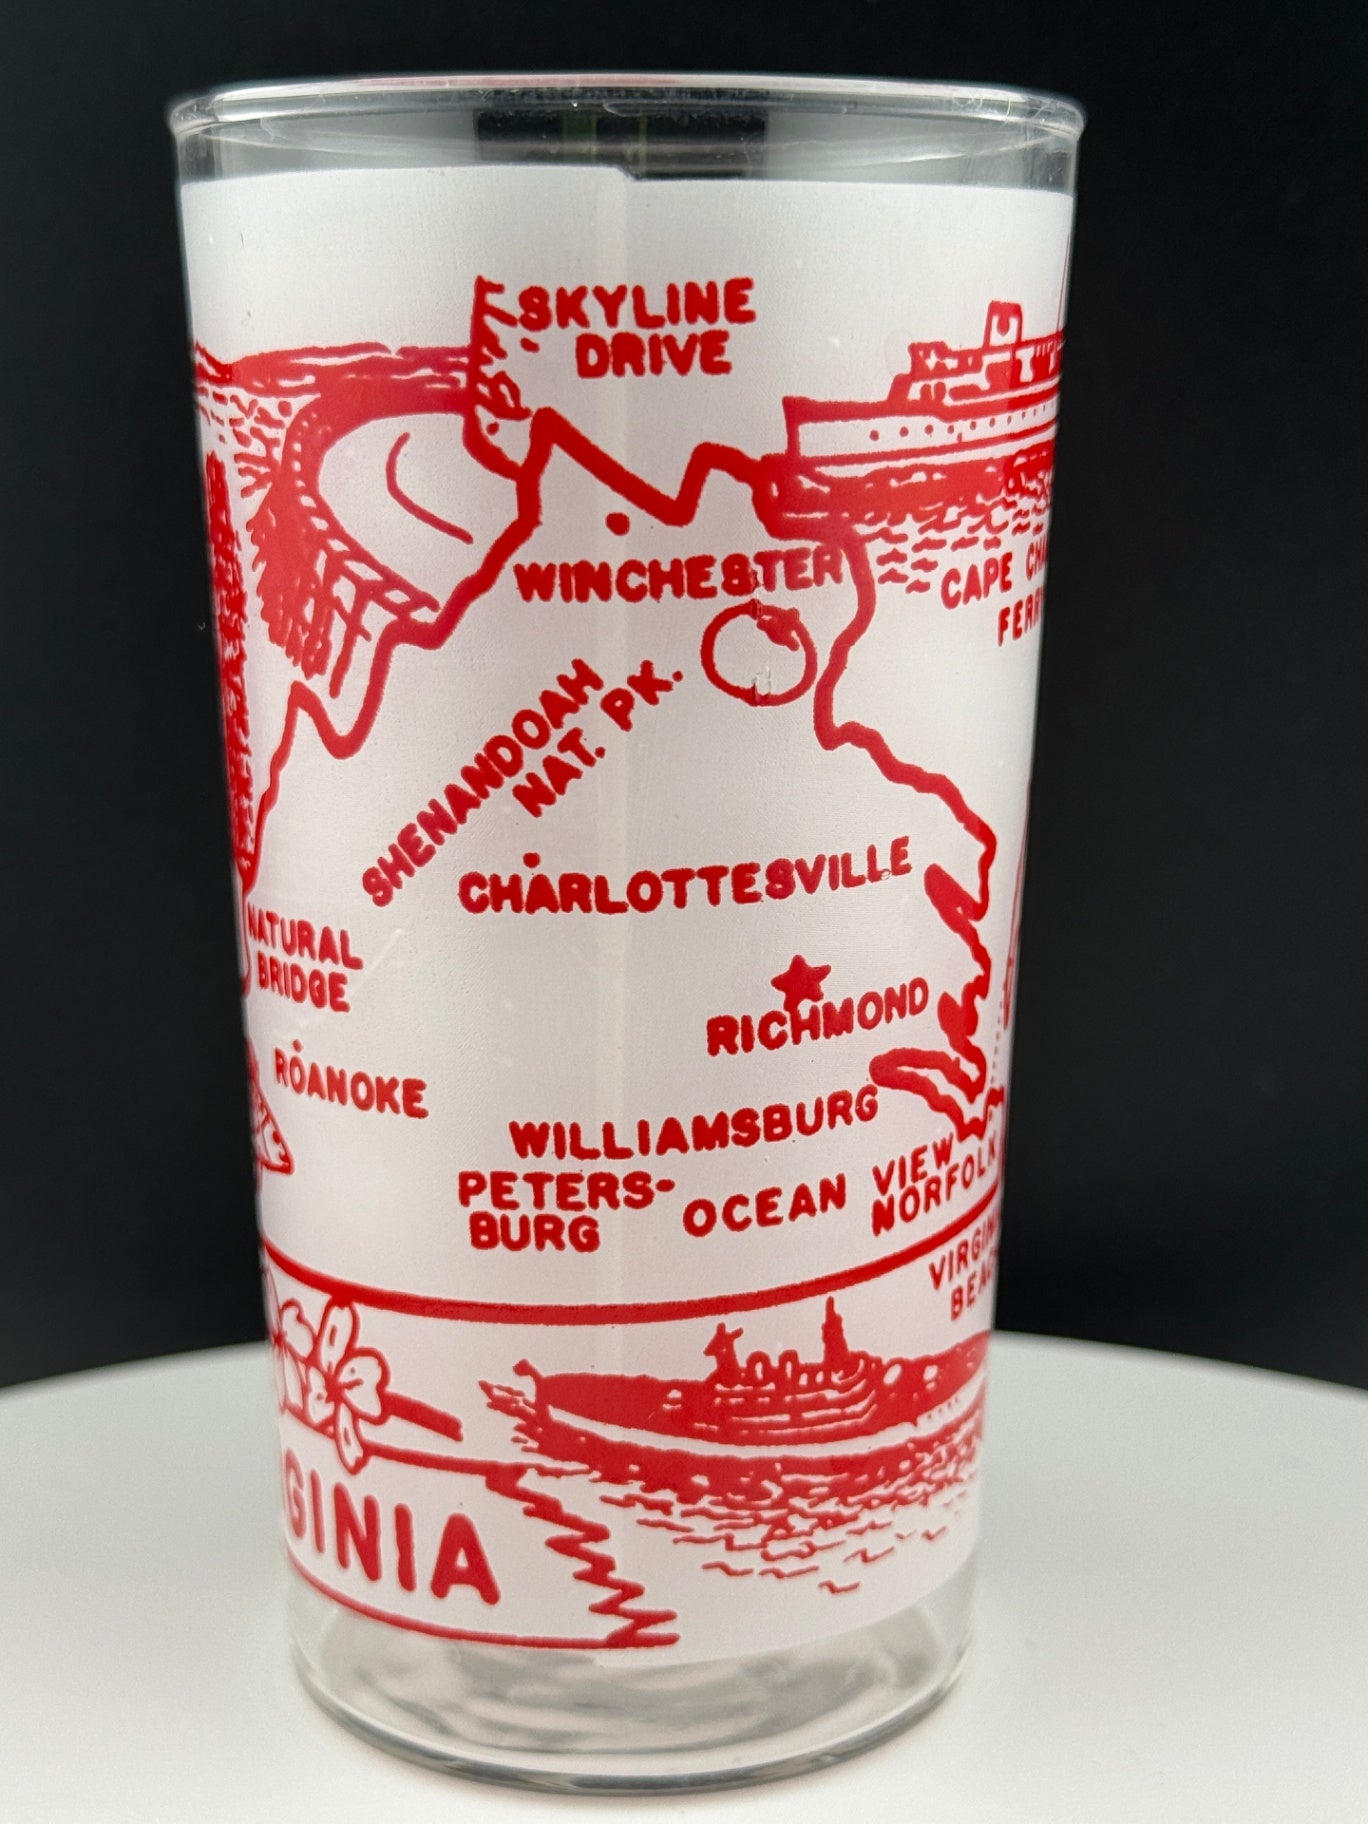 SKYLINE
DRIVE
WINCHESTER
CAPE CHA
FERR
SHENANDOAH
NAT. PK.
CHARLOTTESVILLE
NATURAL
BRIDGE
RICHMOND
ROANOKE
WILLIAMSBURG
PETERS-
BURG
OCEAN VIEW
NORFOLK
VIRGIN
BEAC
GINIA